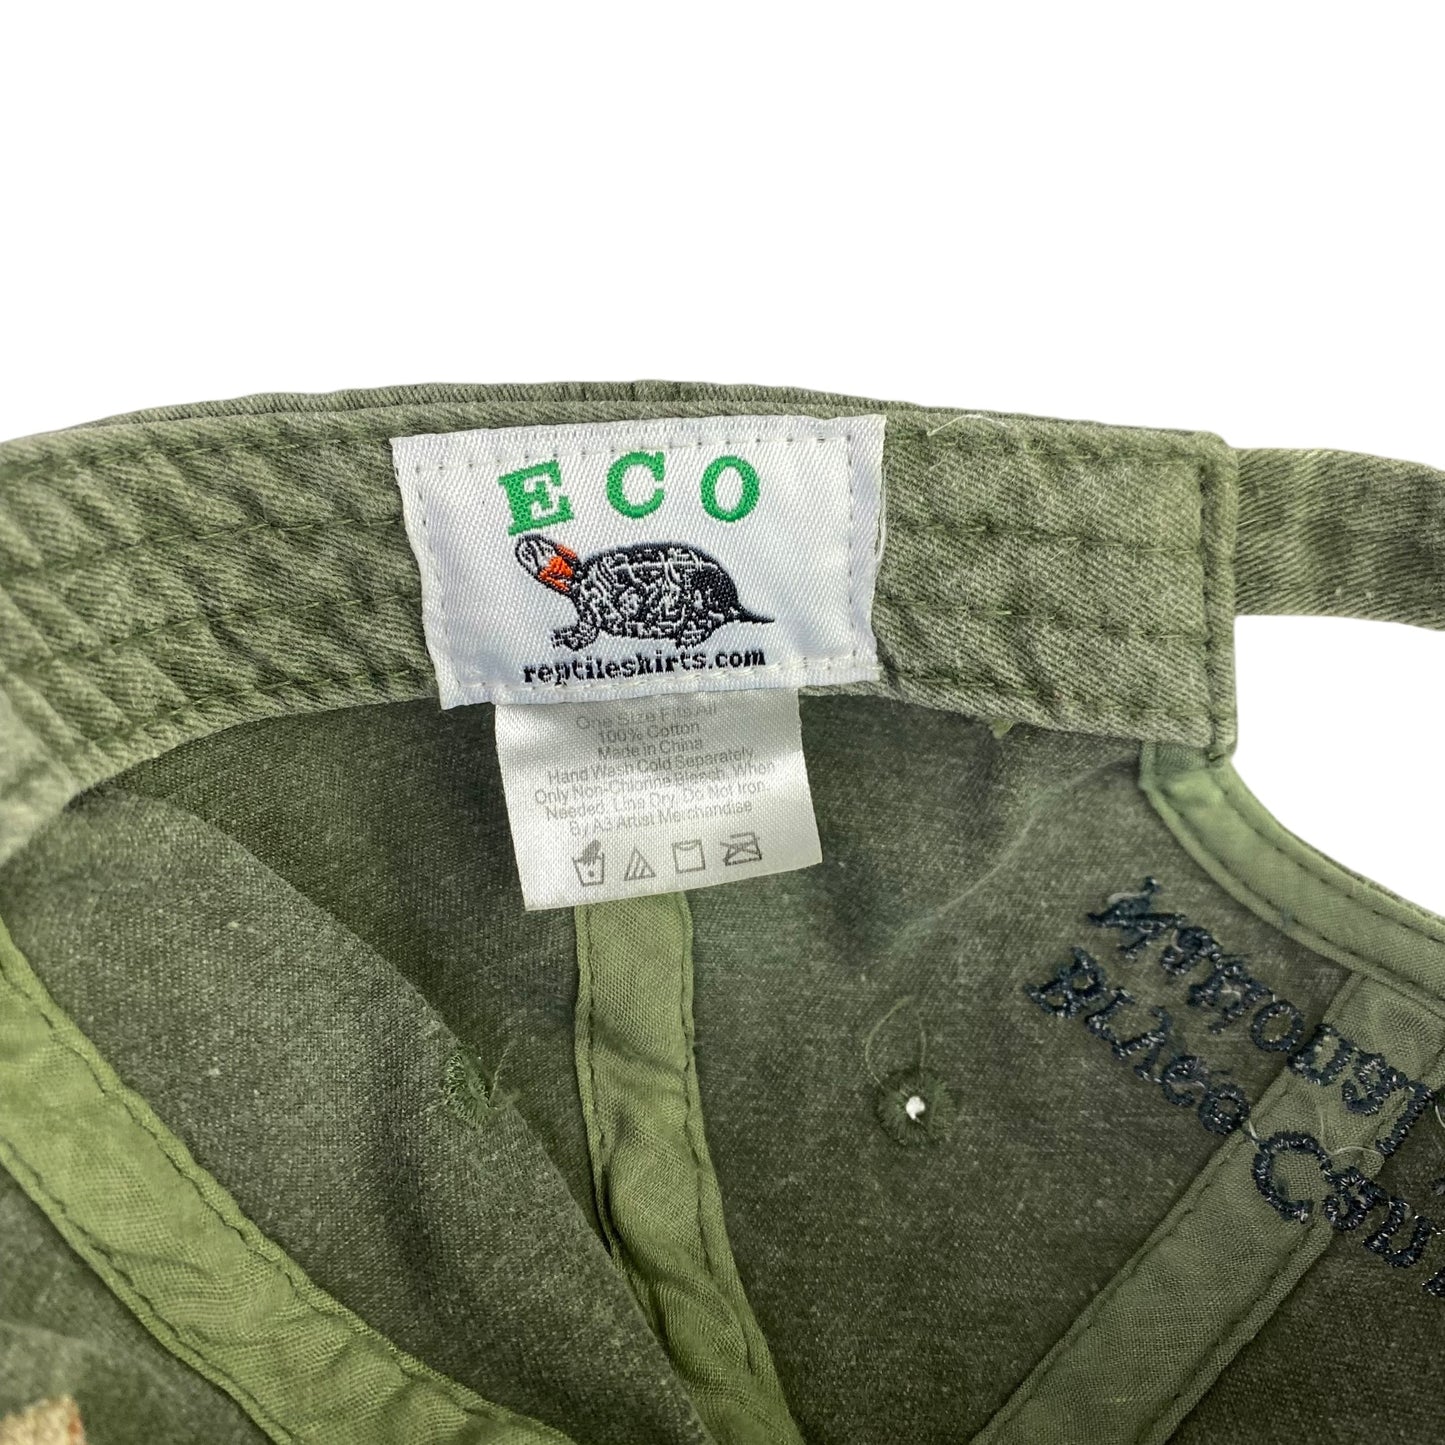 ECO
reptileshirts.com
One Size Fits All
100% Cotton
Made in China
Hand Wash Cold Separately
Only Non-Chlorine Bleach, When
Needed, Line Dry, Do Not Iron
By A3 Artist Merchandise